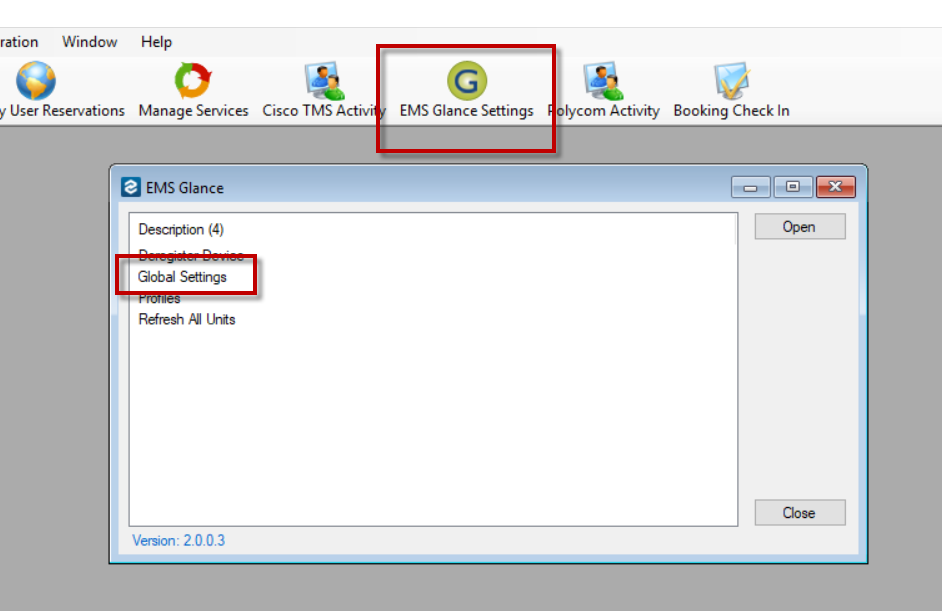 ration Window Help
y User Reservations Manage Services Cisco TMS Activity EMS Glance Settings Polycom Activity Booking Check In
EMS Glance
Description (4)
Open
Deregister Device
Global Settings
Profiles
Refresh All Units
Close
Version: 2.0.0.3